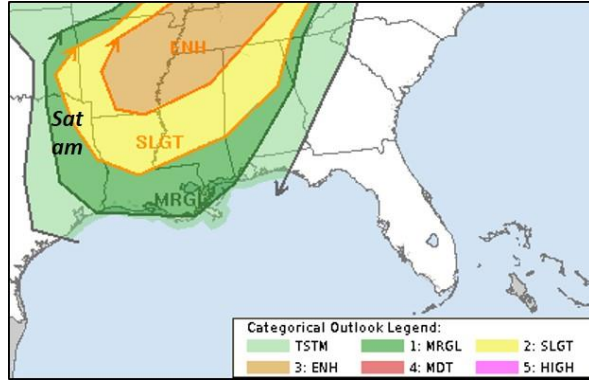 ENH
Sat
am
SLGT
MRGL
Categorical Outlook Legend:
TSTM 1: MRGL 2: SLGT
3: ENH 4: MDT 5: HIGH